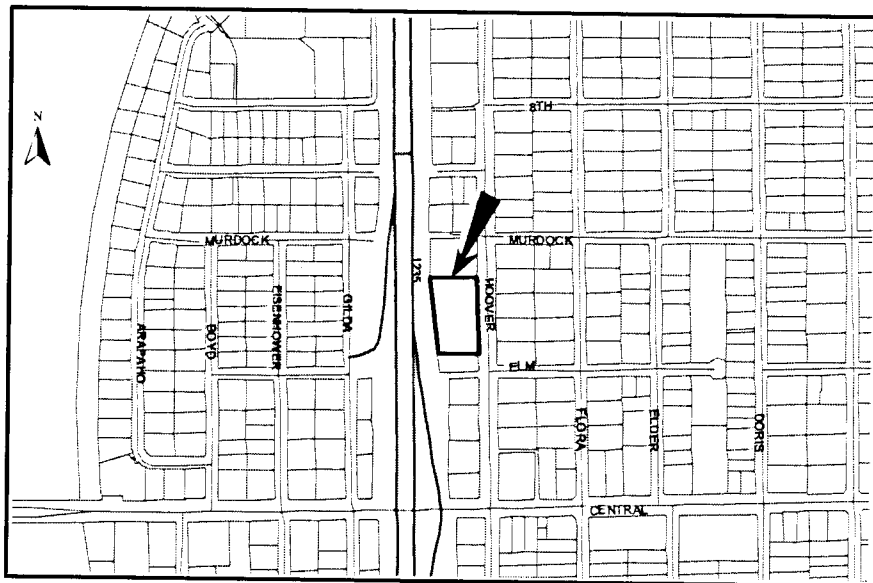 8TH
N
MURDOCK
MURDOCK
I235
HOOVER
GILDA
EISENHOWER
BOYD
ARAPAHO
ELM
FLORA
ELDER
DORIS
CENTRAL